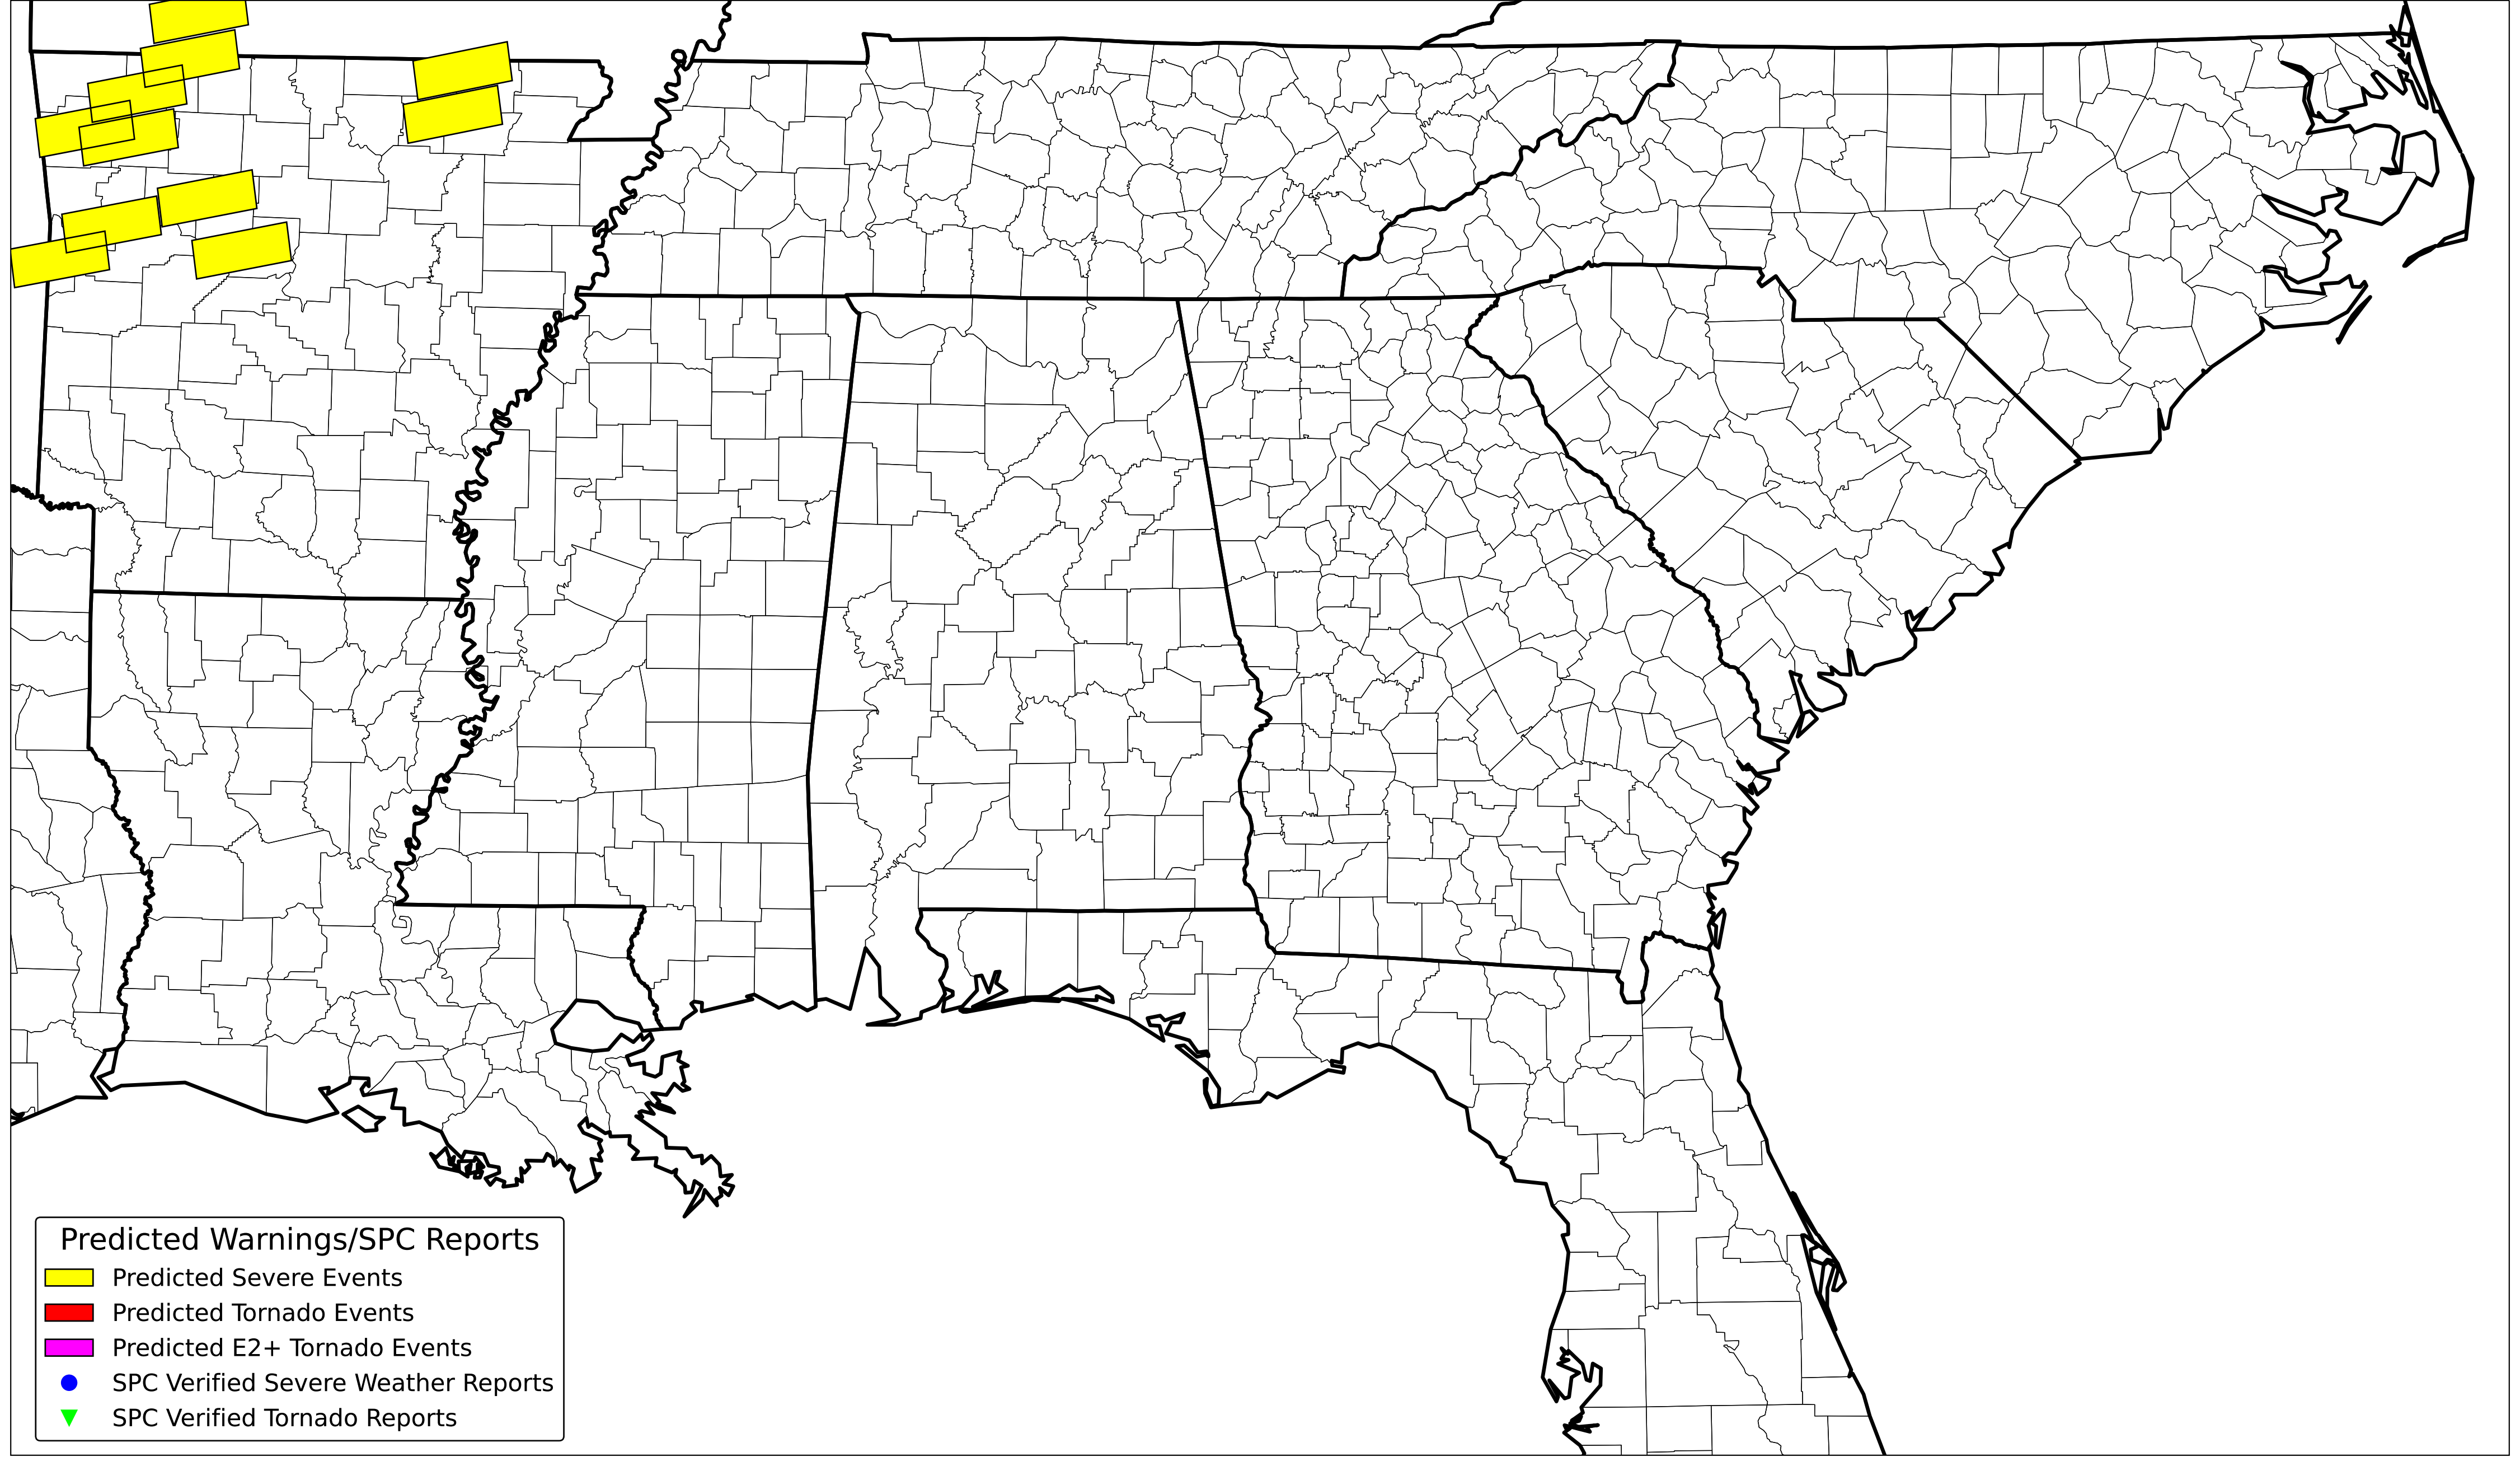 Predicted Warnings/SPC Reports
Predicted Severe Events
Predicted Tornado Events
Predicted E2+ Tornado Events
SPC Verified Severe Weather Reports
SPC Verified Tornado Reports